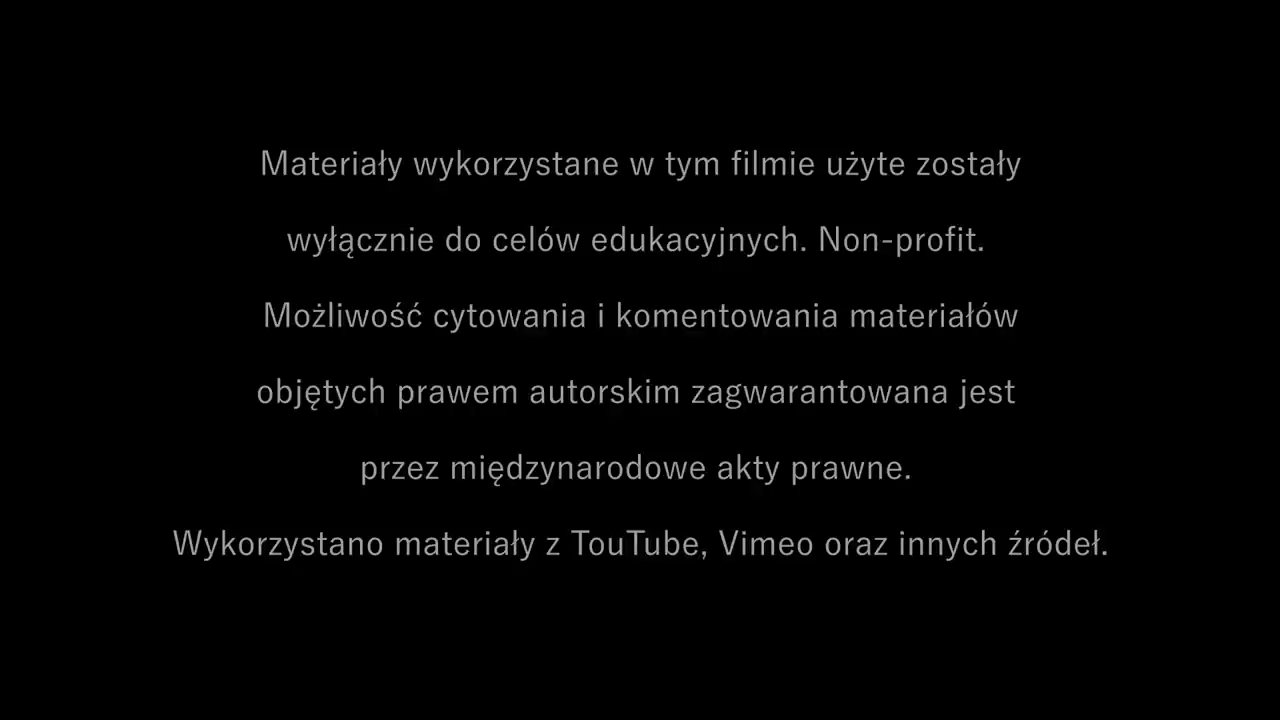 Materiały wykorzystane w tym filmie użyte zostały
wyłącznie do celów edukacyjnych. Non-profit.
Możliwość cytowania i komentowania materiałów
objętych prawem autorskim zagwarantowana jest
przez międzynarodowe akty prawne.
Wykorzystano materiały z TouTube, Vimeo oraz innych źródeł.